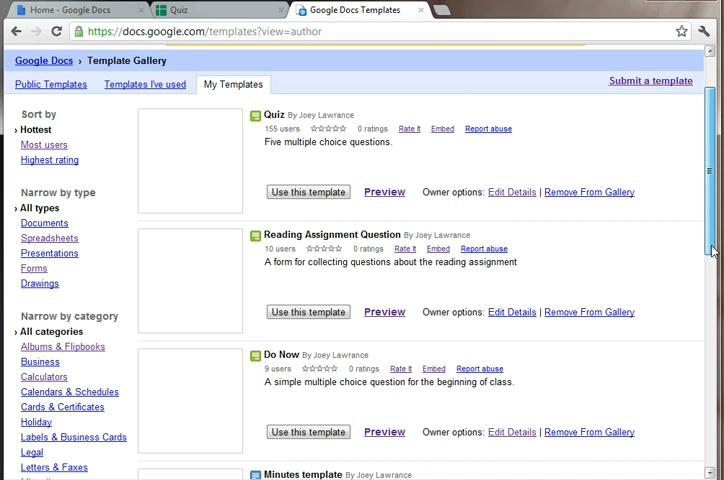 Home - Google Docs
Quiz
Google Docs Templates
https://docs.google.com/templates?view=author
Google Docs › Template Gallery
Public Templates Templates I've used My Templates Submit a template
Sort by
› Hottest
Most users
Highest rating
Narrow by type
› All types
Documents
Spreadsheets
Presentations
Forms
Drawings
Narrow by category
› All categories
Albums & Flipbooks
Business
Calculators
Calendars & Schedules
Cards & Certificates
Holiday
Labels & Business Cards
Legal
Letters & Faxes
Quiz By Joey Lawrance
155 users 0 ratings Rate It Embed Report abuse
Five multiple choice questions.
Use this template Preview Owner options: Edit Details | Remove From Gallery
Reading Assignment Question By Joey Lawrance
10 users 0 ratings Rate It Embed Report abuse
A form for collecting questions about the reading assignment
Use this template Preview Owner options: Edit Details | Remove From Gallery
Do Now By Joey Lawrance
9 users 0 ratings Rate It Embed Report abuse
A simple multiple choice question for the beginning of class.
Use this template Preview Owner options: Edit Details | Remove From Gallery
Minutes template By Joey Lawrance